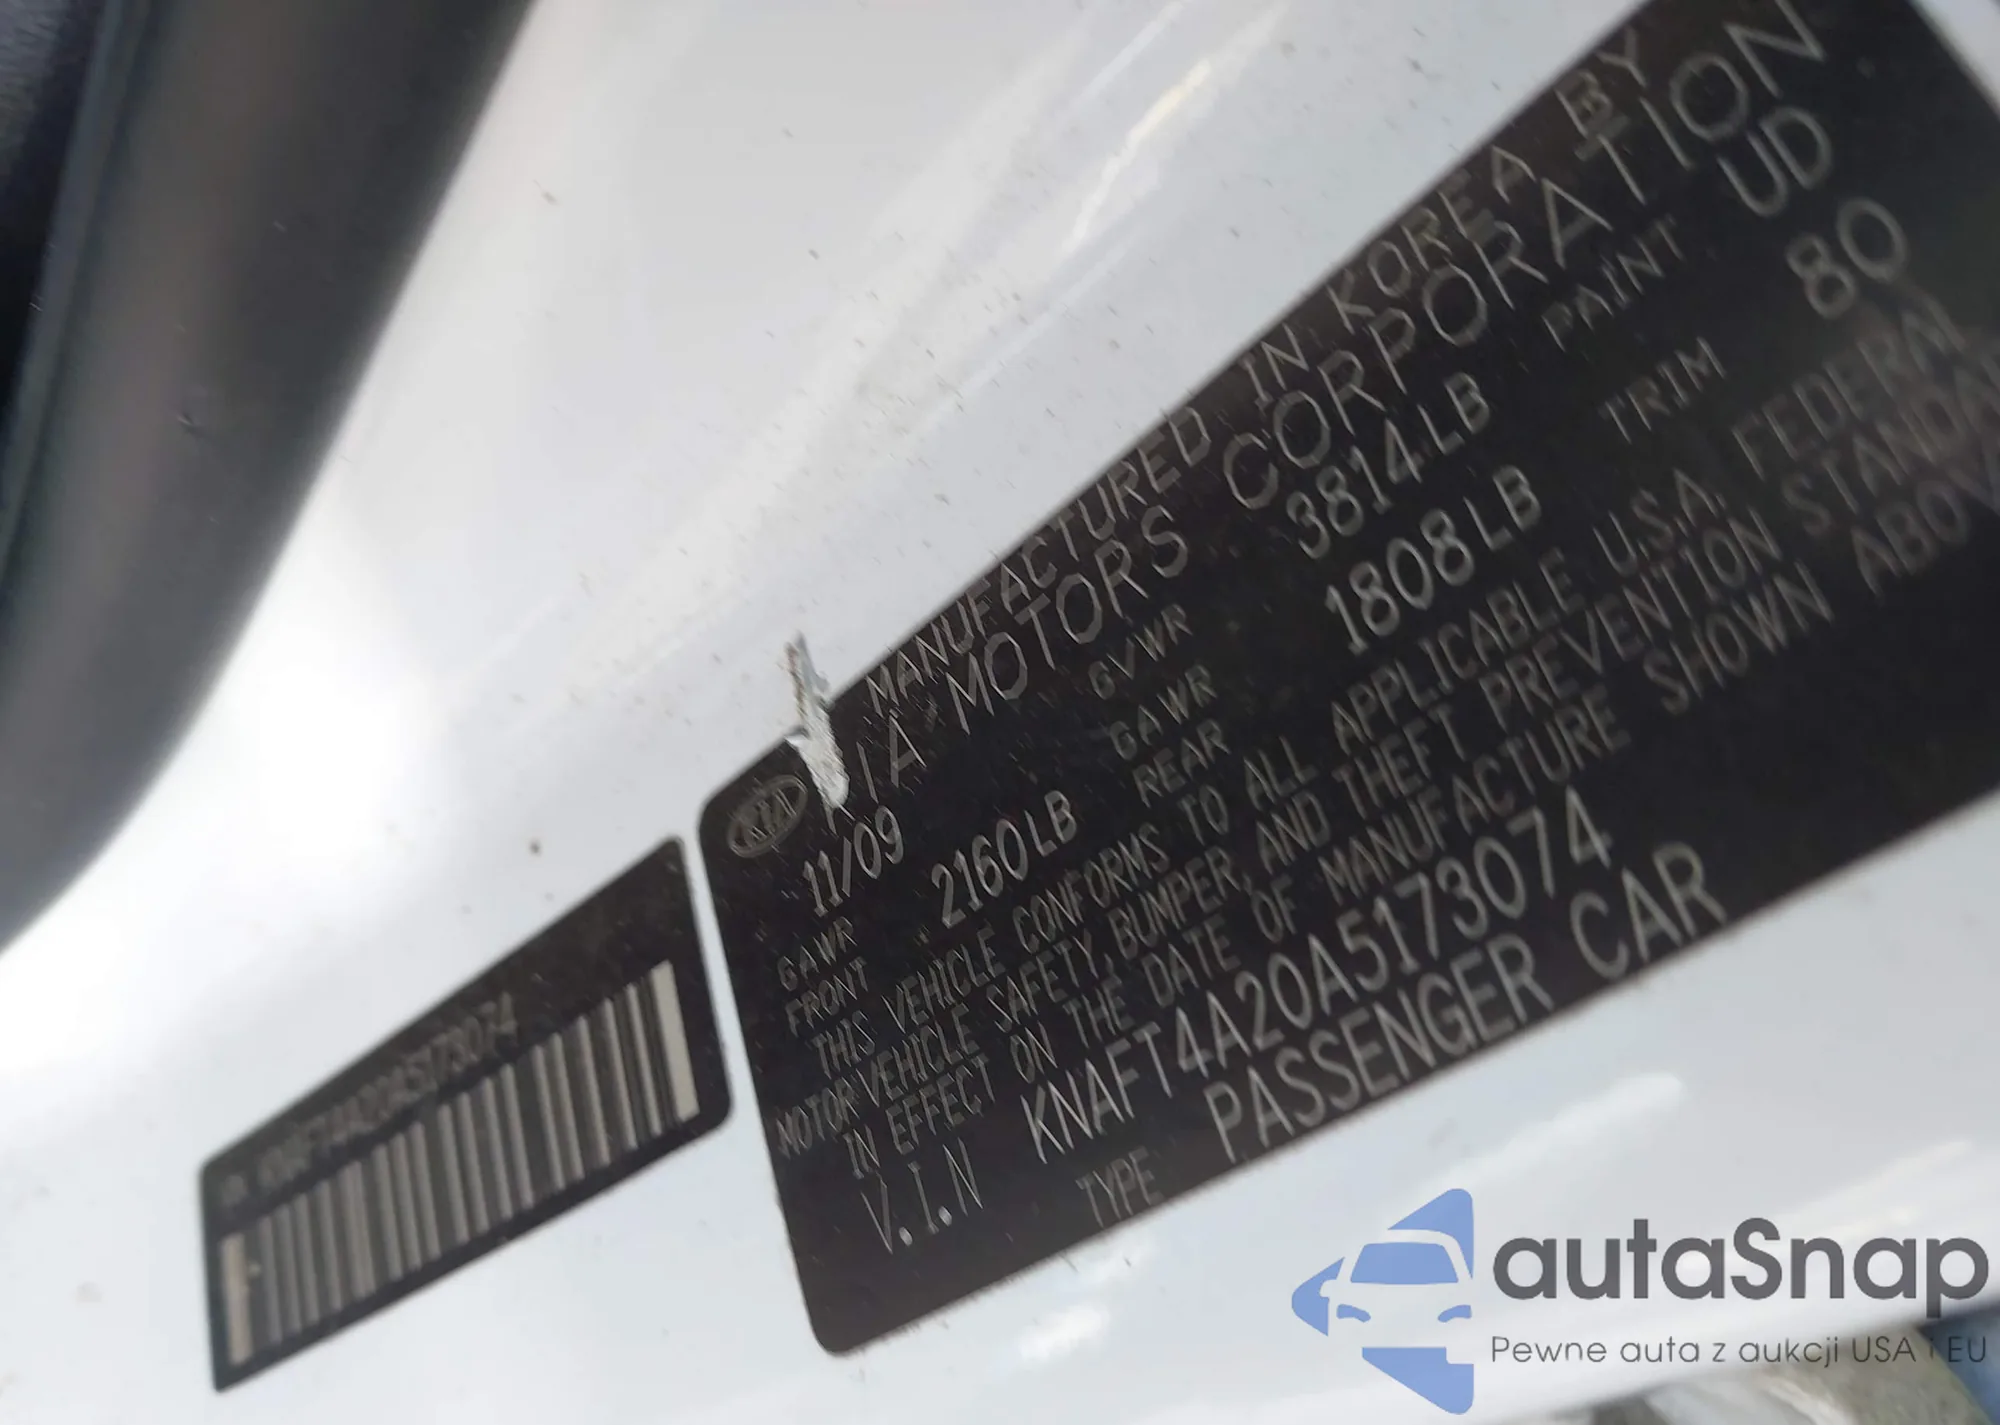 MANUFACTURED IN KOREA BY
KIA KIA MOTORS CORPORATION
11/09 GVWR 3814LB PAINT UD
GAWR FRONT 2160LB GAWR REAR 1808LB TRIM 80
THIS VEHICLE CONFORMS TO ALL APPLICABLE U.S.A. FEDERAL
MOTOR VEHICLE SAFETY, BUMPER, AND THEFT PREVENTION
IN EFFECT ON THE DATE OF MANUFACTURE SHOWN
V.I.N KNAFT4A20A5173074
TYPE PASSENGER CAR
KNAFT4A20A5173074
autaSnap
Pewne auta z aukcji USA i EU